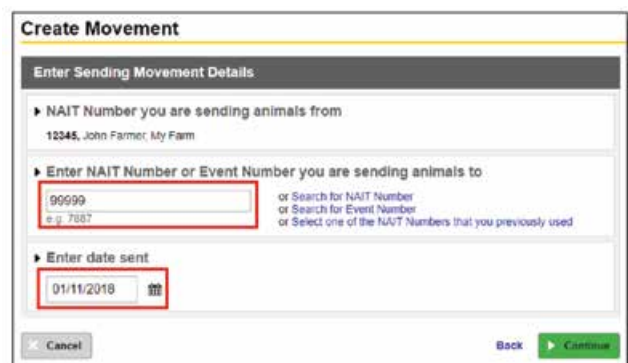 Create Movement
Enter Sending Movement Details
NAIT Number you are sending animals from
12345, John Farmer, My Farm
Enter NAIT Number or Event Number you are sending animals to
99999
e.g. 7887
or Search for NAIT Number
or Search for Event Number
or Select one of the NAIT Numbers that you previously used
Enter date sent
01/11/2018
Cancel
Back
Continue